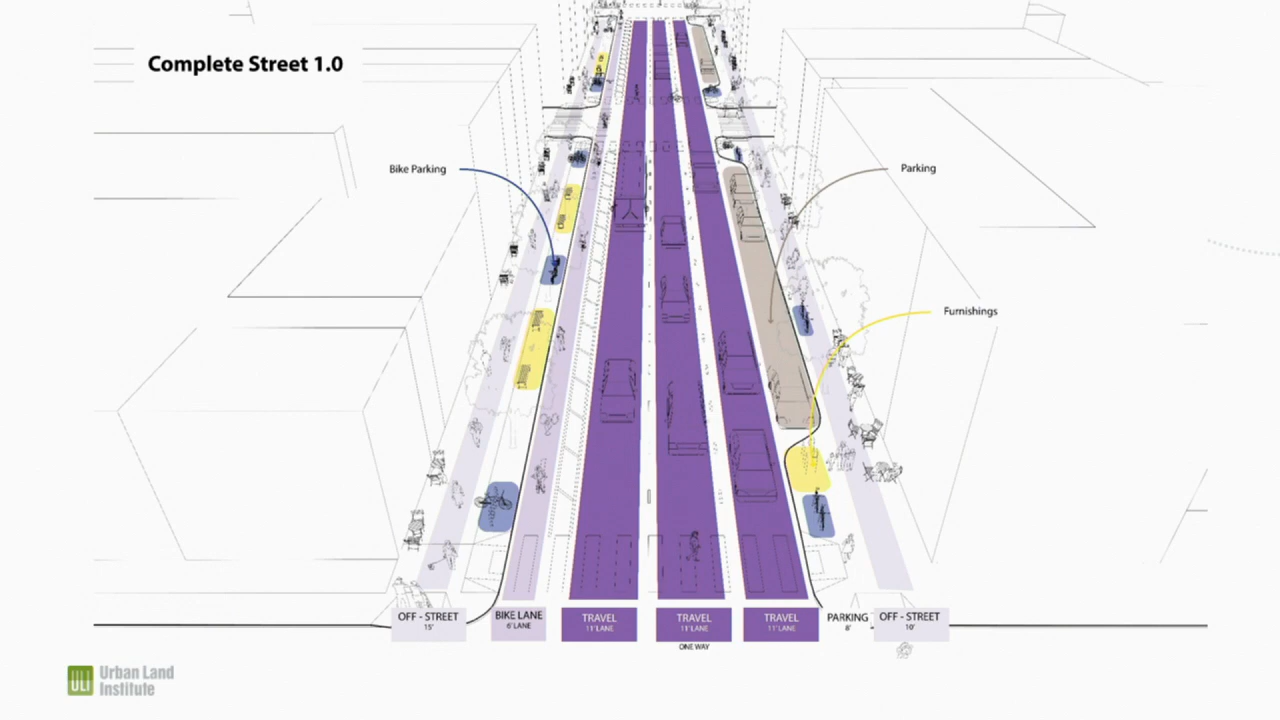 Complete Street 1.0
Bike Parking
Parking
Furnishings
OFF - STREET
15'
BIKE LANE
6' LANE
TRAVEL
11' LANE
TRAVEL
11' LANE
TRAVEL
11' LANE
PARKING
8'
OFF - STREET
10'
ONE WAY
ULI
Urban Land
Institute